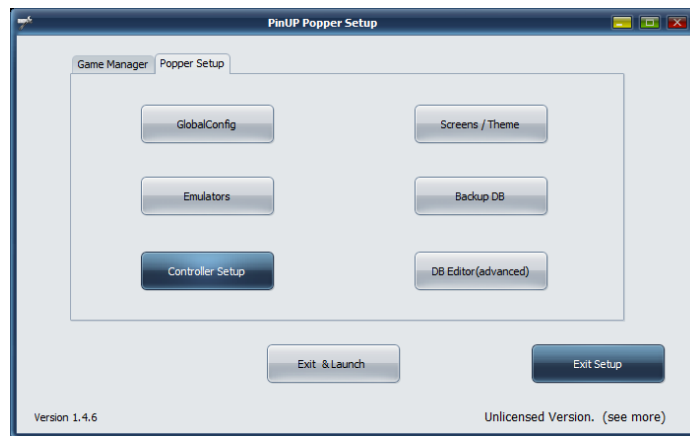 PinUP Popper Setup
Game Manager Popper Setup
GlobalConfig Screens / Theme
Emulators Backup DB
Controller Setup DB Editor(advanced)
Exit & Launch Exit Setup
Version 1.4.6 Unlicensed Version. (see more)